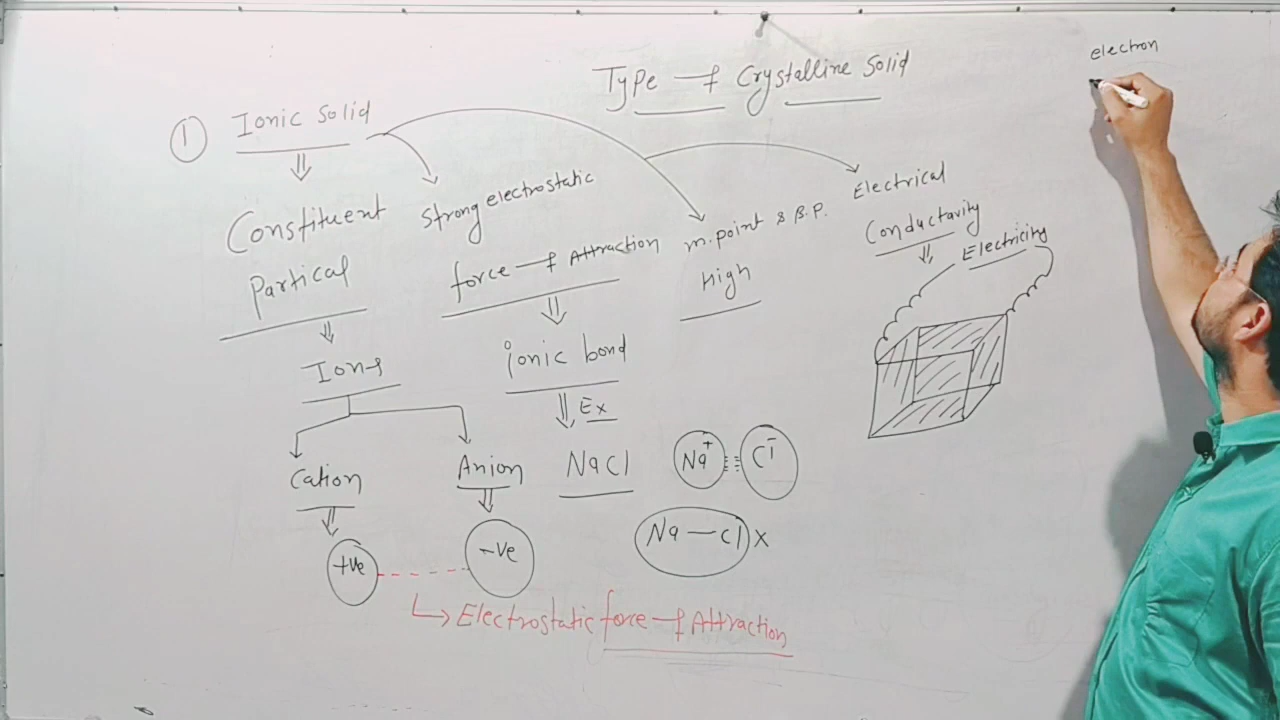 Type of Crystalline Solid
electron
① Ionic Solid
Constituent
Partical
Ions
Cation
Anion
+ve
-ve
Electrostatic force of Attraction
Strong electrostatic
force of Attraction
ionic bond
Ex
NaCl
Na⁺
Cl⁻
Na—Cl X
m.point & B.P.
High
Electrical
Conductavity
Electricity